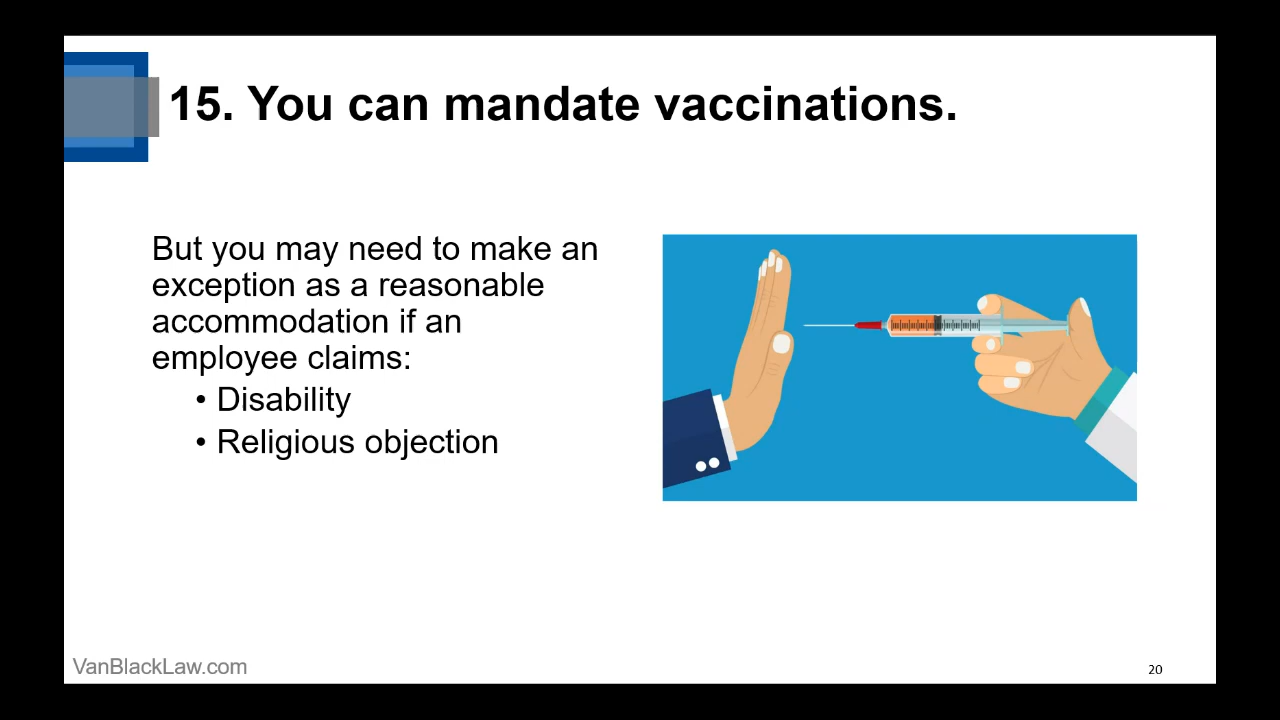 15. You can mandate vaccinations.
But you may need to make an
exception as a reasonable
accommodation if an
employee claims:
• Disability
• Religious objection
VanBlackLaw.com
20